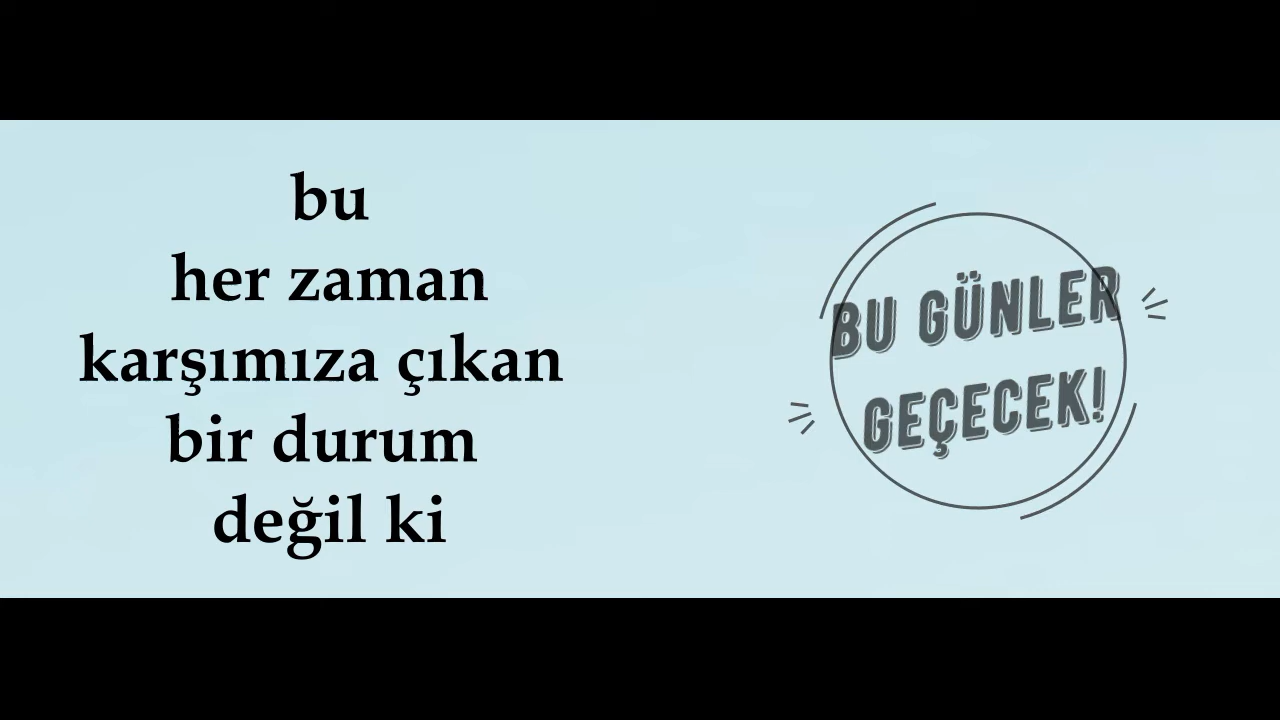 bu
her zaman
karşımıza çıkan
bir durum
değil ki
BU GÜNLER
GEÇECEK!